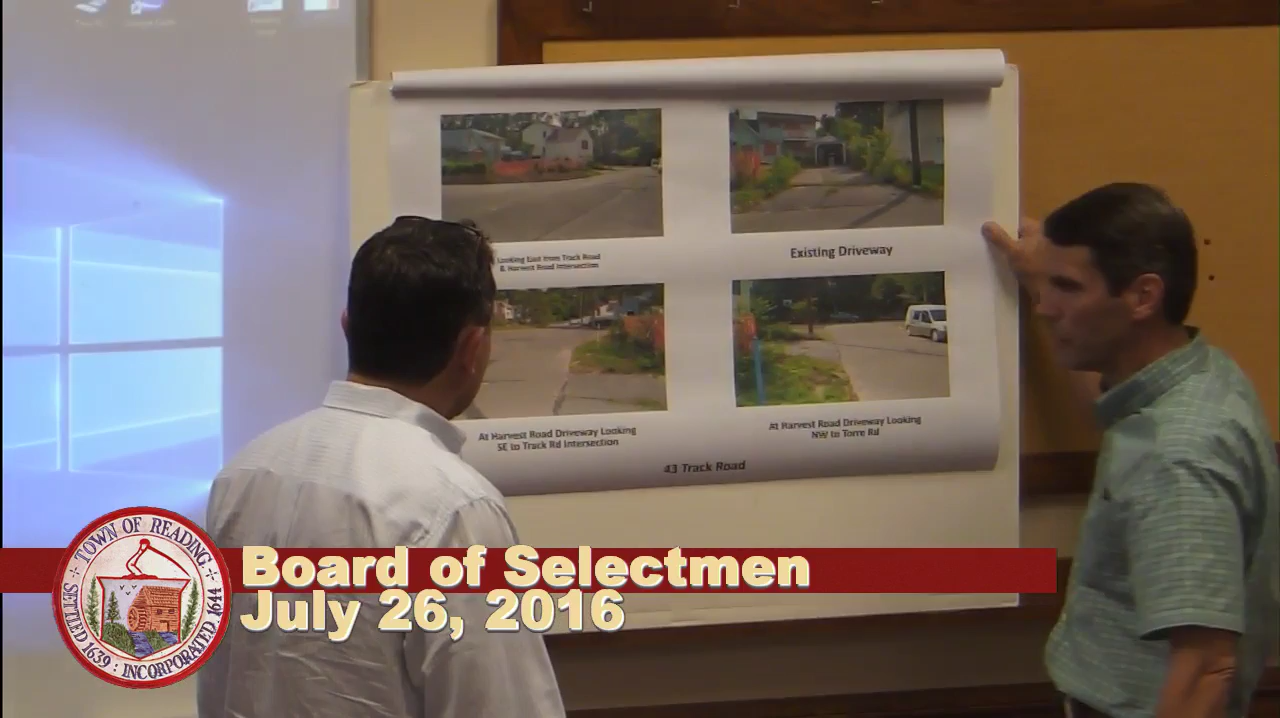 Looking East from Track Road
& Harvest Road Intersection
Existing Driveway
At Harvest Road Driveway Looking
SE to Track Rd Intersection
At Harvest Road Driveway Looking
NW to Torre Rd
43 Track Road
TOWN OF READING
SETTLED 1639 : INCORPORATED 1644
Board of Selectmen
July 26, 2016